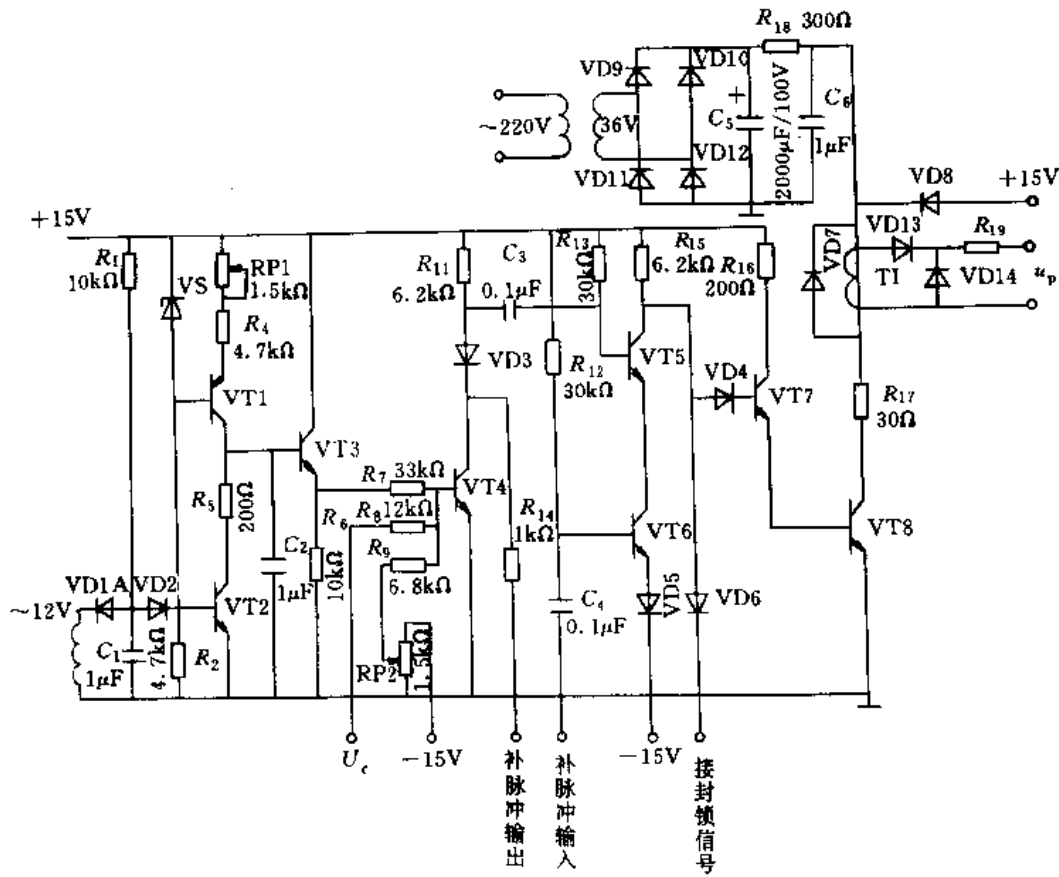 R18 300Ω
VD9
VD10
+
~220V
36V
C5
2000μF/100V
C6
1μF
VD11
VD12
VD8
+15V
VD13
R19
VD7
TI
VD14
up
+15V
R1
10kΩ
VS
RP1
1.5kΩ
R4
4.7kΩ
VT1
R11
6.2kΩ
C3
0.1μF
R13
30kΩ
R15
6.2kΩ
R16
200Ω
VD3
R12
30kΩ
VT5
VD4
VT7
R17
30Ω
VT3
R5
200Ω
R7
33kΩ
VT4
R6
R8
12kΩ
R9
6.8kΩ
R14
1kΩ
VT6
VT8
C2
1μF
10kΩ
~12V
VD1
A
VD2
VT2
C1
1μF
4.7kΩ
R2
RP2
1.5kΩ
C4
0.1μF
VD5
VD6
Uc
-15V
补脉冲输出
补脉冲输入
-15V
接封锁信号